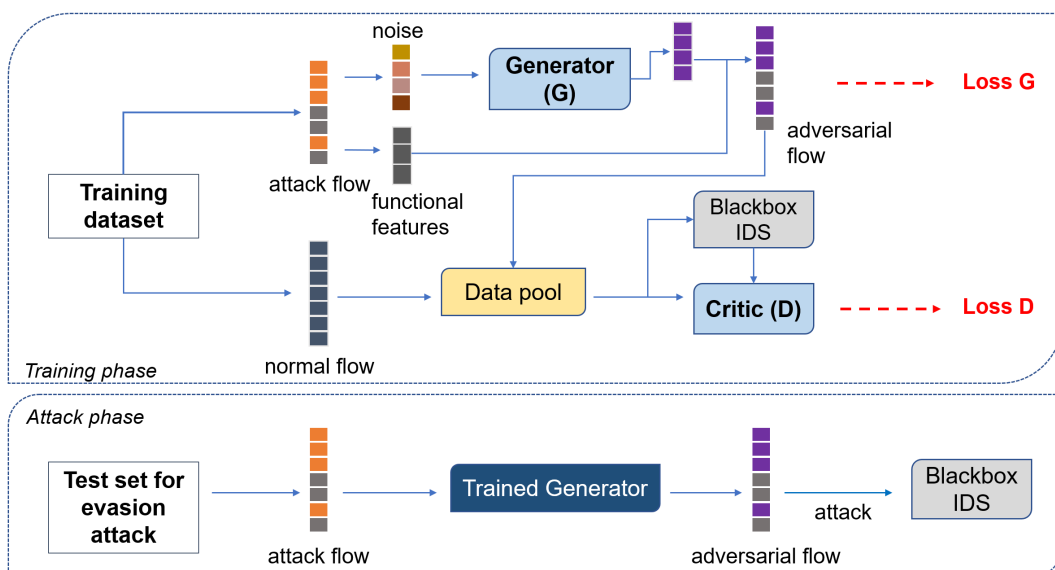 noise
Generator
(G)
Loss G
adversarial
flow
attack flow
functional
features
Training
dataset
Blackbox
IDS
Data pool
Critic (D)
Loss D
normal flow
Training phase
Attack phase
Test set for
evasion
attack
attack flow
Trained Generator
adversarial flow
attack
Blackbox
IDS